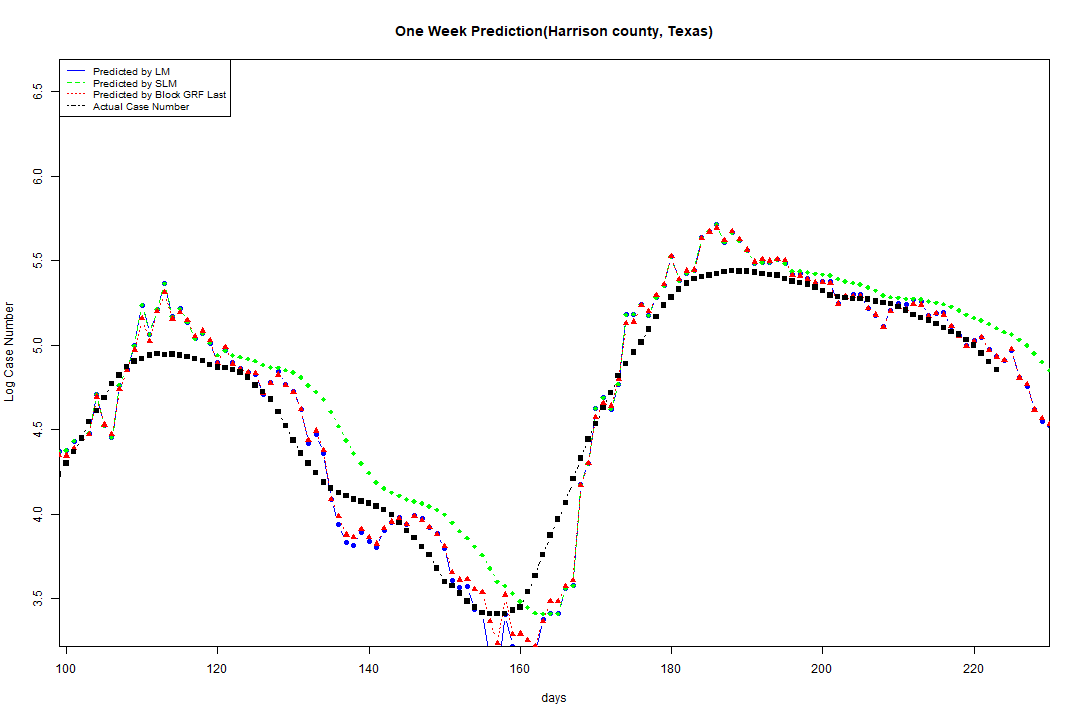 One Week Prediction(Harrison county, Texas)
Predicted by LM
Predicted by SLM
Predicted by Block GRF Last
Actual Case Number
Log Case Number
6.5
6.0
5.5
5.0
4.5
4.0
3.5
100 120 140 160 180 200 220
days